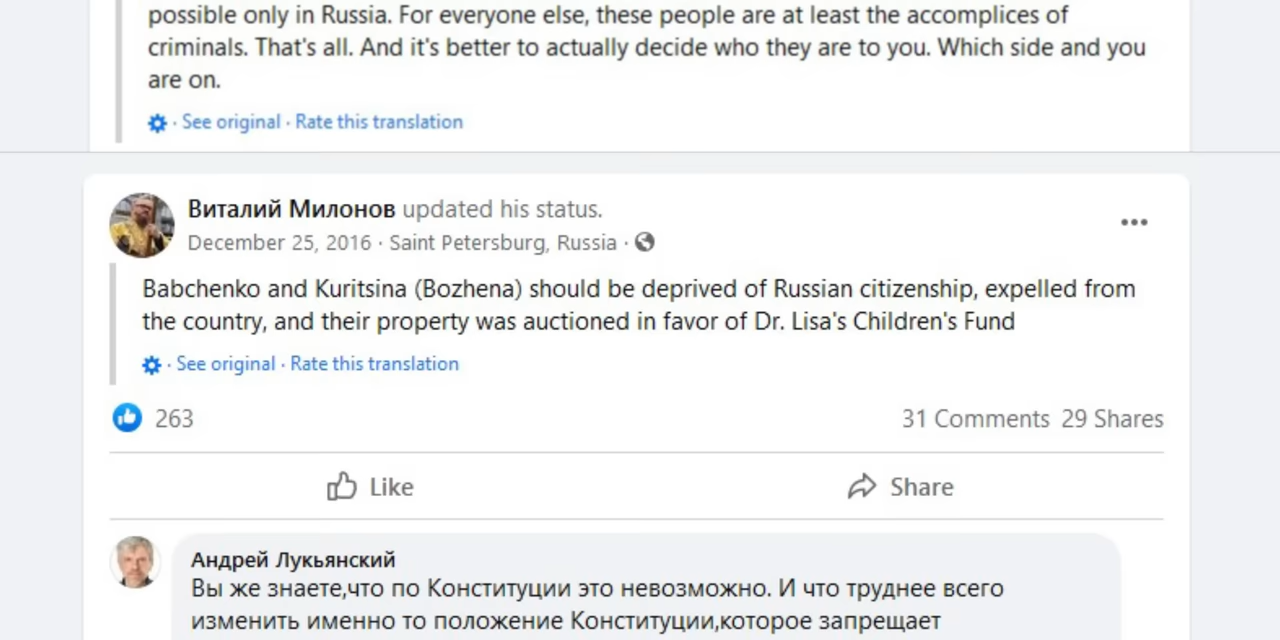 possible only in Russia. For everyone else, these people are at least the accomplices of
criminals. That's all. And it's better to actually decide who they are to you. Which side and you
are on.
· See original · Rate this translation
Виталий Милонов updated his status.
December 25, 2016 · Saint Petersburg, Russia ·
Babchenko and Kuritsina (Bozhena) should be deprived of Russian citizenship, expelled from
the country, and their property was auctioned in favor of Dr. Lisa's Children's Fund
· See original · Rate this translation
263 31 Comments 29 Shares
Like Share
Андрей Лукьянский
Вы же знаете,что по Конституции это невозможно. И что труднее всего
изменить именно то положение Конституции,которое запрещает